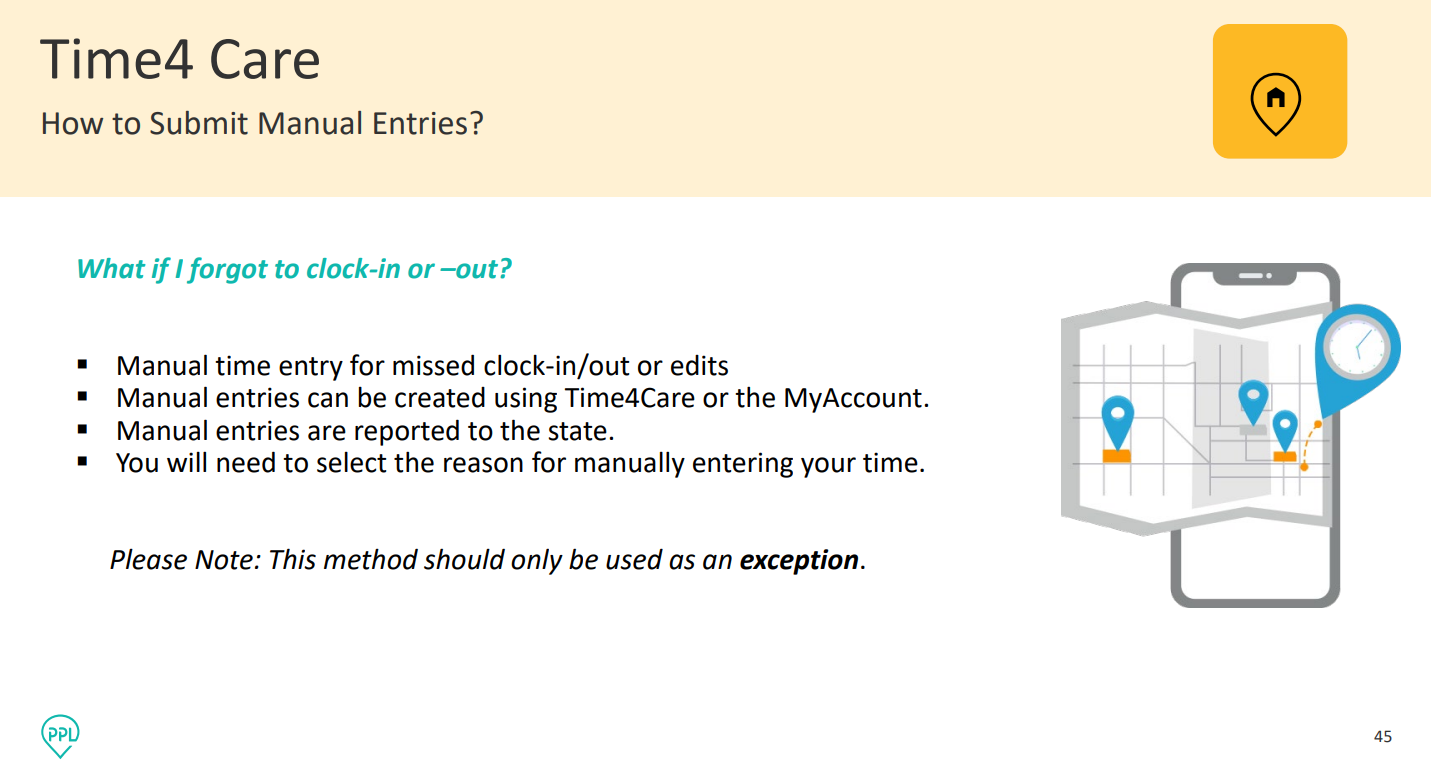 Time4 Care
How to Submit Manual Entries?
What if I forgot to clock-in or –out?
▪ Manual time entry for missed clock-in/out or edits
▪ Manual entries can be created using Time4Care or the MyAccount.
▪ Manual entries are reported to the state.
▪ You will need to select the reason for manually entering your time.
Please Note: This method should only be used as an exception.
PPL
45